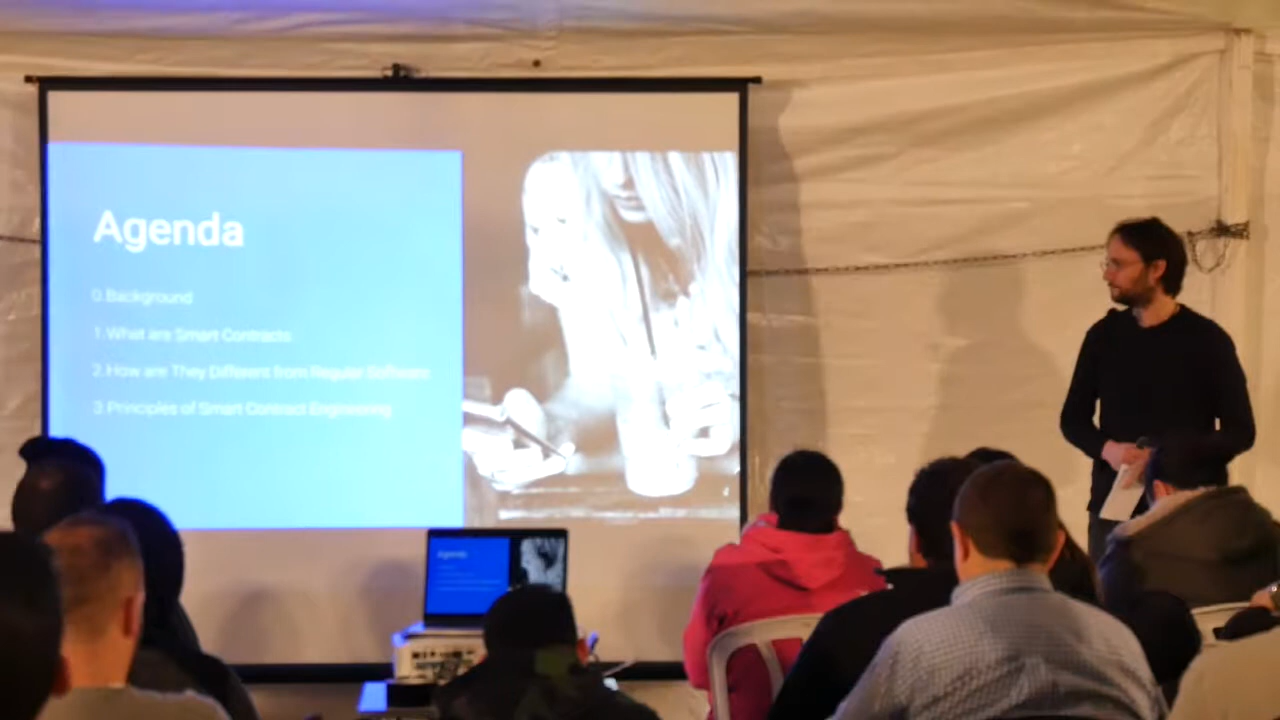 Agenda
0.Background
1.What are Smart Contracts
2.How are They Different from Regular Software
3.Principles of Smart Contract Engineering
Agenda